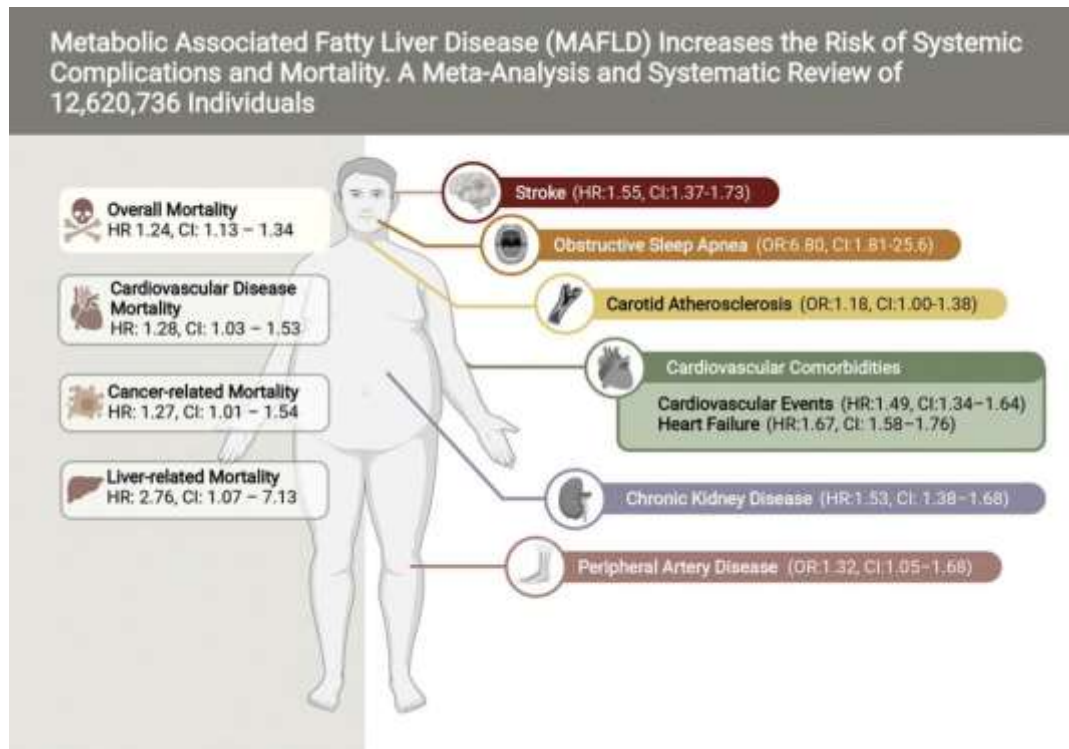 Metabolic Associated Fatty Liver Disease (MAFLD) Increases the Risk of Systemic
Complications and Mortality. A Meta-Analysis and Systematic Review of
12,620,736 Individuals
Overall Mortality
HR 1.24, CI: 1.13 – 1.34
Cardiovascular Disease
Mortality
HR: 1.28, CI: 1.03 – 1.53
Cancer-related Mortality
HR: 1.27, CI: 1.01 – 1.54
Liver-related Mortality
HR: 2.76, CI: 1.07 – 7.13
Stroke (HR:1.55, CI:1.37-1.73)
Obstructive Sleep Apnea (OR:6.80, CI:1.81-25.6)
Carotid Atherosclerosis (OR:1.18, CI:1.00-1.38)
Cardiovascular Comorbidities
Cardiovascular Events (HR:1.49, CI:1.34–1.64)
Heart Failure (HR:1.67, CI: 1.58–1.76)
Chronic Kidney Disease (HR:1.53, CI: 1.38–1.68)
Peripheral Artery Disease (OR:1.32, CI:1.05–1.68)